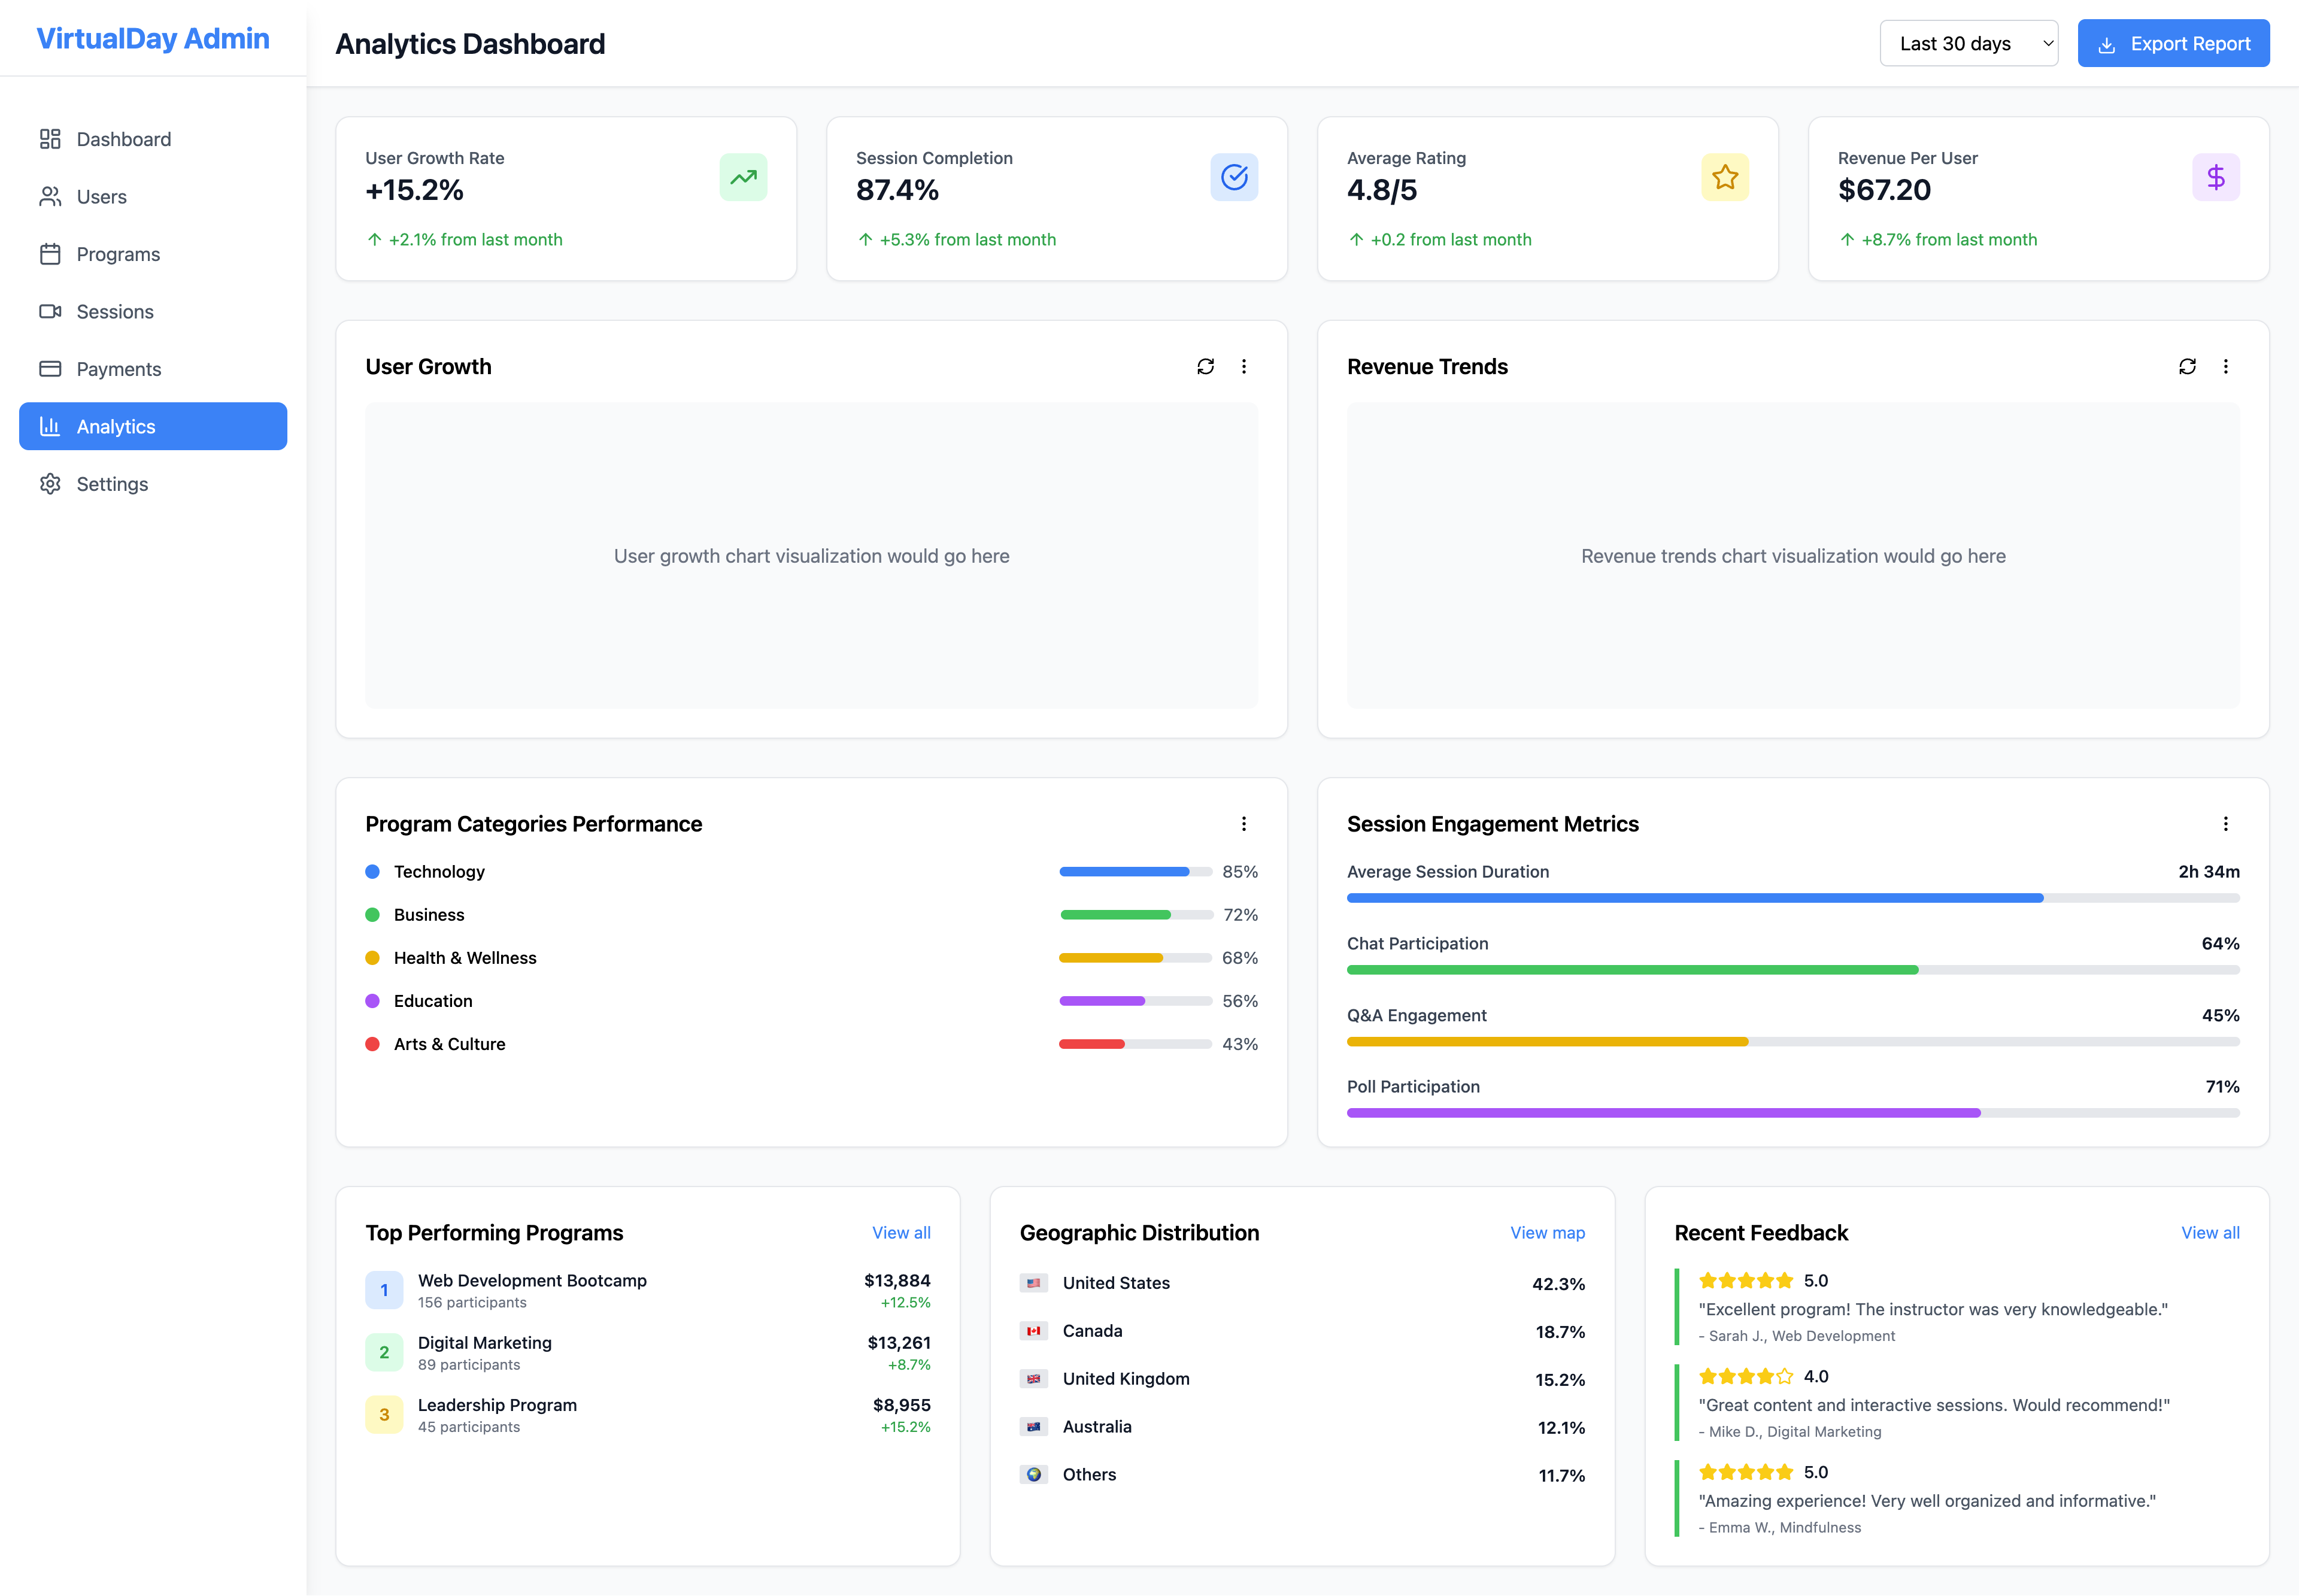 VirtualDay Admin
Dashboard
Users
Programs
Sessions
Payments
Analytics
Settings
Analytics Dashboard
Last 30 days
Export Report
User Growth Rate
+15.2%
+2.1% from last month
Session Completion
87.4%
+5.3% from last month
Average Rating
4.8/5
+0.2 from last month
Revenue Per User
$67.20
+8.7% from last month
User Growth
User growth chart visualization would go here
Revenue Trends
Revenue trends chart visualization would go here
Program Categories Performance
Technology 85%
Business 72%
Health & Wellness 68%
Education 56%
Arts & Culture 43%
Session Engagement Metrics
Average Session Duration 2h 34m
Chat Participation 64%
Q&A Engagement 45%
Poll Participation 71%
Top Performing Programs View all
1 Web Development Bootcamp $13,884
156 participants +12.5%
2 Digital Marketing $13,261
89 participants +8.7%
3 Leadership Program $8,955
45 participants +15.2%
Geographic Distribution View map
United States 42.3%
Canada 18.7%
United Kingdom 15.2%
Australia 12.1%
Others 11.7%
Recent Feedback View all
5.0
"Excellent program! The instructor was very knowledgeable."
- Sarah J., Web Development
4.0
"Great content and interactive sessions. Would recommend!"
- Mike D., Digital Marketing
5.0
"Amazing experience! Very well organized and informative."
- Emma W., Mindfulness